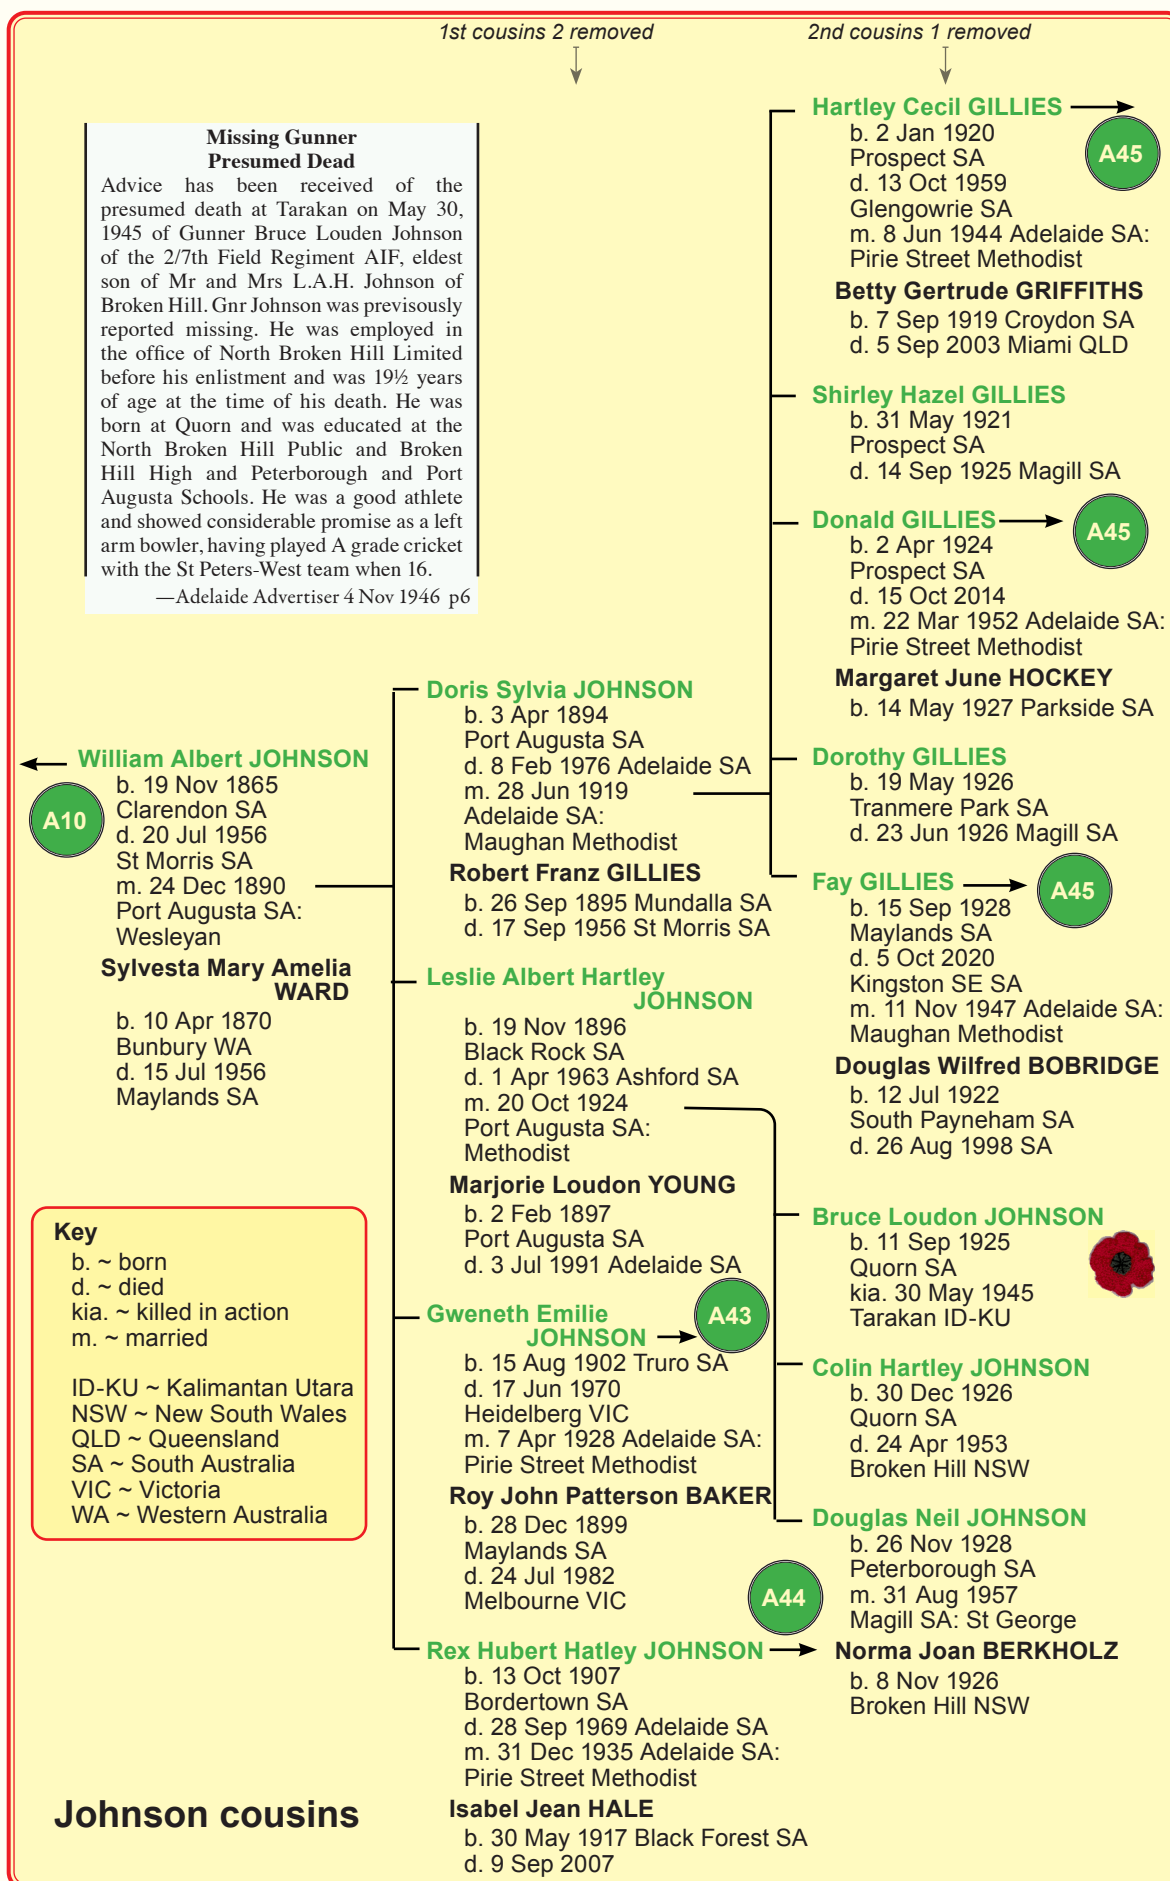 1st cousins 2 removed
2nd cousins 1 removed
Missing Gunner
Presumed Dead
Advice has been received of the
presumed death at Tarakan on May 30,
1945 of Gunner Bruce Louden Johnson
of the 2/7th Field Regiment AIF, eldest
son of Mr and Mrs L.A.H. Johnson of
Broken Hill. Gnr Johnson was previsously
reported missing. He was employed in
the office of North Broken Hill Limited
before his enlistment and was 19½ years
of age at the time of his death. He was
born at Quorn and was educated at the
North Broken Hill Public and Broken
Hill High and Peterborough and Port
Augusta Schools. He was a good athlete
and showed considerable promise as a left
arm bowler, having played A grade cricket
with the St Peters-West team when 16.
—Adelaide Advertiser 4 Nov 1946 p6
William Albert JOHNSON
A10
b. 19 Nov 1865
Clarendon SA
d. 20 Jul 1956
St Morris SA
m. 24 Dec 1890
Port Augusta SA:
Wesleyan
Sylvesta Mary Amelia
WARD
b. 10 Apr 1870
Bunbury WA
d. 15 Jul 1956
Maylands SA
Key
b. ~ born
d. ~ died
kia. ~ killed in action
m. ~ married
ID-KU ~ Kalimantan Utara
NSW ~ New South Wales
QLD ~ Queensland
SA ~ South Australia
VIC ~ Victoria
WA ~ Western Australia
Johnson cousins
Doris Sylvia JOHNSON
b. 3 Apr 1894
Port Augusta SA
d. 8 Feb 1976 Adelaide SA
m. 28 Jun 1919
Adelaide SA:
Maughan Methodist
Robert Franz GILLIES
b. 26 Sep 1895 Mundalla SA
d. 17 Sep 1956 St Morris SA
Leslie Albert Hartley
JOHNSON
b. 19 Nov 1896
Black Rock SA
d. 1 Apr 1963 Ashford SA
m. 20 Oct 1924
Port Augusta SA:
Methodist
Marjorie Loudon YOUNG
b. 2 Feb 1897
Port Augusta SA
d. 3 Jul 1991 Adelaide SA
Gweneth Emilie
JOHNSON
A43
b. 15 Aug 1902 Truro SA
d. 17 Jun 1970
Heidelberg VIC
m. 7 Apr 1928 Adelaide SA:
Pirie Street Methodist
Roy John Patterson BAKER
b. 28 Dec 1899
Maylands SA
d. 24 Jul 1982
Melbourne VIC
Rex Hubert Hatley JOHNSON
A44
b. 13 Oct 1907
Bordertown SA
d. 28 Sep 1969 Adelaide SA
m. 31 Dec 1935 Adelaide SA:
Pirie Street Methodist
Isabel Jean HALE
b. 30 May 1917 Black Forest SA
d. 9 Sep 2007
Hartley Cecil GILLIES
A45
b. 2 Jan 1920
Prospect SA
d. 13 Oct 1959
Glengowrie SA
m. 8 Jun 1944 Adelaide SA:
Pirie Street Methodist
Betty Gertrude GRIFFITHS
b. 7 Sep 1919 Croydon SA
d. 5 Sep 2003 Miami QLD
Shirley Hazel GILLIES
b. 31 May 1921
Prospect SA
d. 14 Sep 1925 Magill SA
Donald GILLIES
A45
b. 2 Apr 1924
Prospect SA
d. 15 Oct 2014
m. 22 Mar 1952 Adelaide SA:
Pirie Street Methodist
Margaret June HOCKEY
b. 14 May 1927 Parkside SA
Dorothy GILLIES
b. 19 May 1926
Tranmere Park SA
d. 23 Jun 1926 Magill SA
Fay GILLIES
A45
b. 15 Sep 1928
Maylands SA
d. 5 Oct 2020
Kingston SE SA
m. 11 Nov 1947 Adelaide SA:
Maughan Methodist
Douglas Wilfred BOBRIDGE
b. 12 Jul 1922
South Payneham SA
d. 26 Aug 1998 SA
Bruce Loudon JOHNSON
b. 11 Sep 1925
Quorn SA
kia. 30 May 1945
Tarakan ID-KU
Colin Hartley JOHNSON
b. 30 Dec 1926
Quorn SA
d. 24 Apr 1953
Broken Hill NSW
Douglas Neil JOHNSON
b. 26 Nov 1928
Peterborough SA
m. 31 Aug 1957
Magill SA: St George
Norma Joan BERKHOLZ
b. 8 Nov 1926
Broken Hill NSW